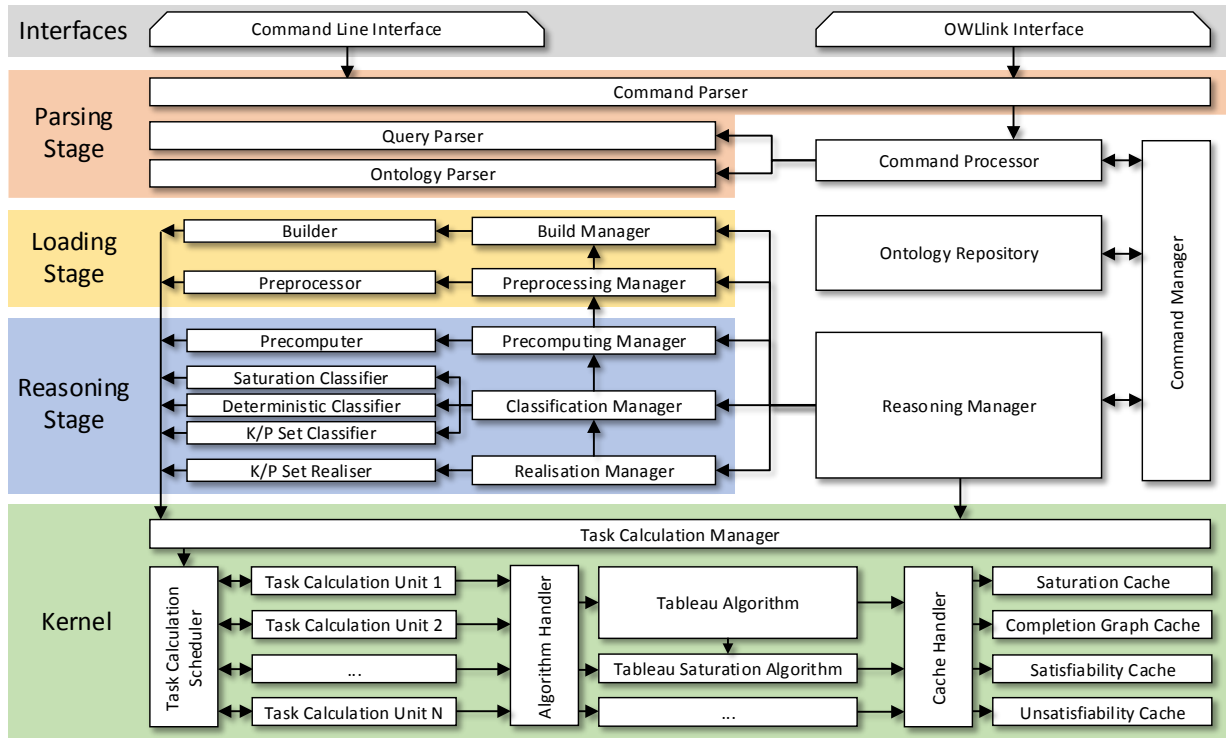 Interfaces
Command Line Interface
OWLlink Interface
Parsing
Stage
Command Parser
Query Parser
Ontology Parser
Command Processor
Command Manager
Loading
Stage
Builder
Build Manager
Preprocessor
Preprocessing Manager
Ontology Repository
Reasoning
Stage
Precomputer
Precomputing Manager
Saturation Classifier
Deterministic Classifier
Classification Manager
K/P Set Classifier
K/P Set Realiser
Realisation Manager
Reasoning Manager
Kernel
Task Calculation Manager
Task Calculation
Scheduler
Task Calculation Unit 1
Task Calculation Unit 2
...
Task Calculation Unit N
Algorithm Handler
Tableau Algorithm
Tableau Saturation Algorithm
...
Cache Handler
Saturation Cache
Completion Graph Cache
Satisfiability Cache
Unsatisfiability Cache